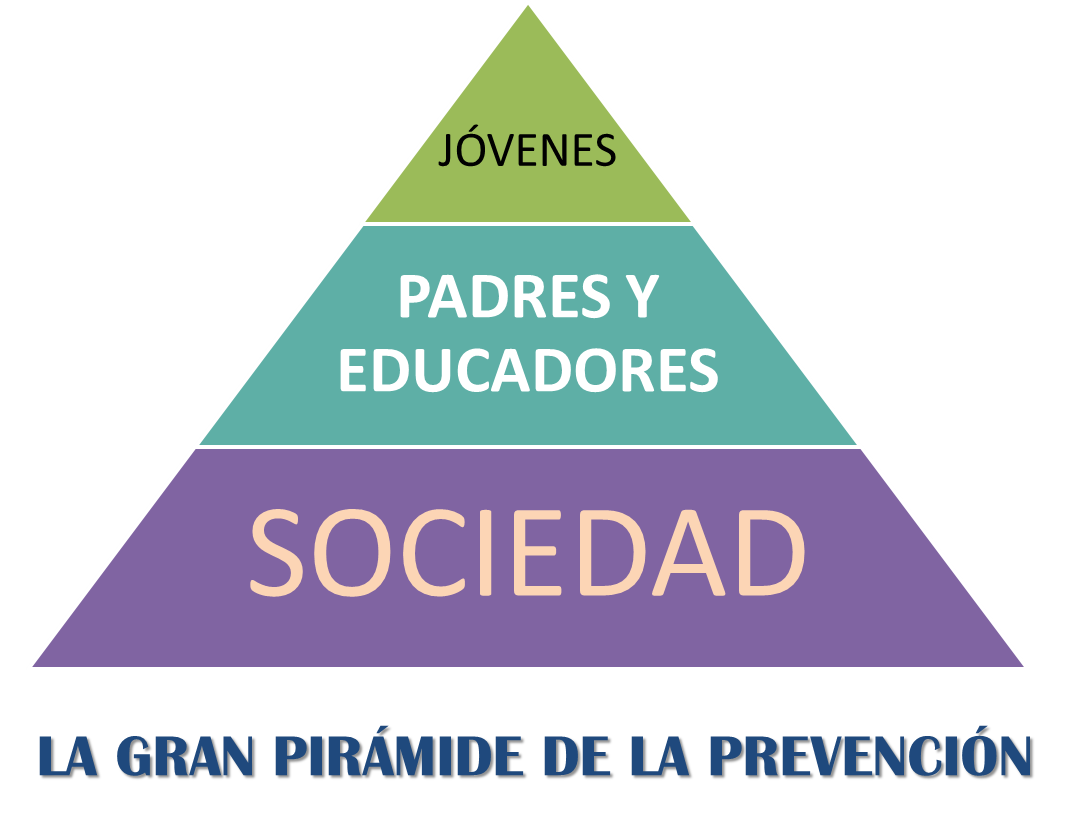 JÓVENES
PADRES Y
EDUCADORES
SOCIEDAD
LA GRAN PIRÁMIDE DE LA PREVENCIÓN